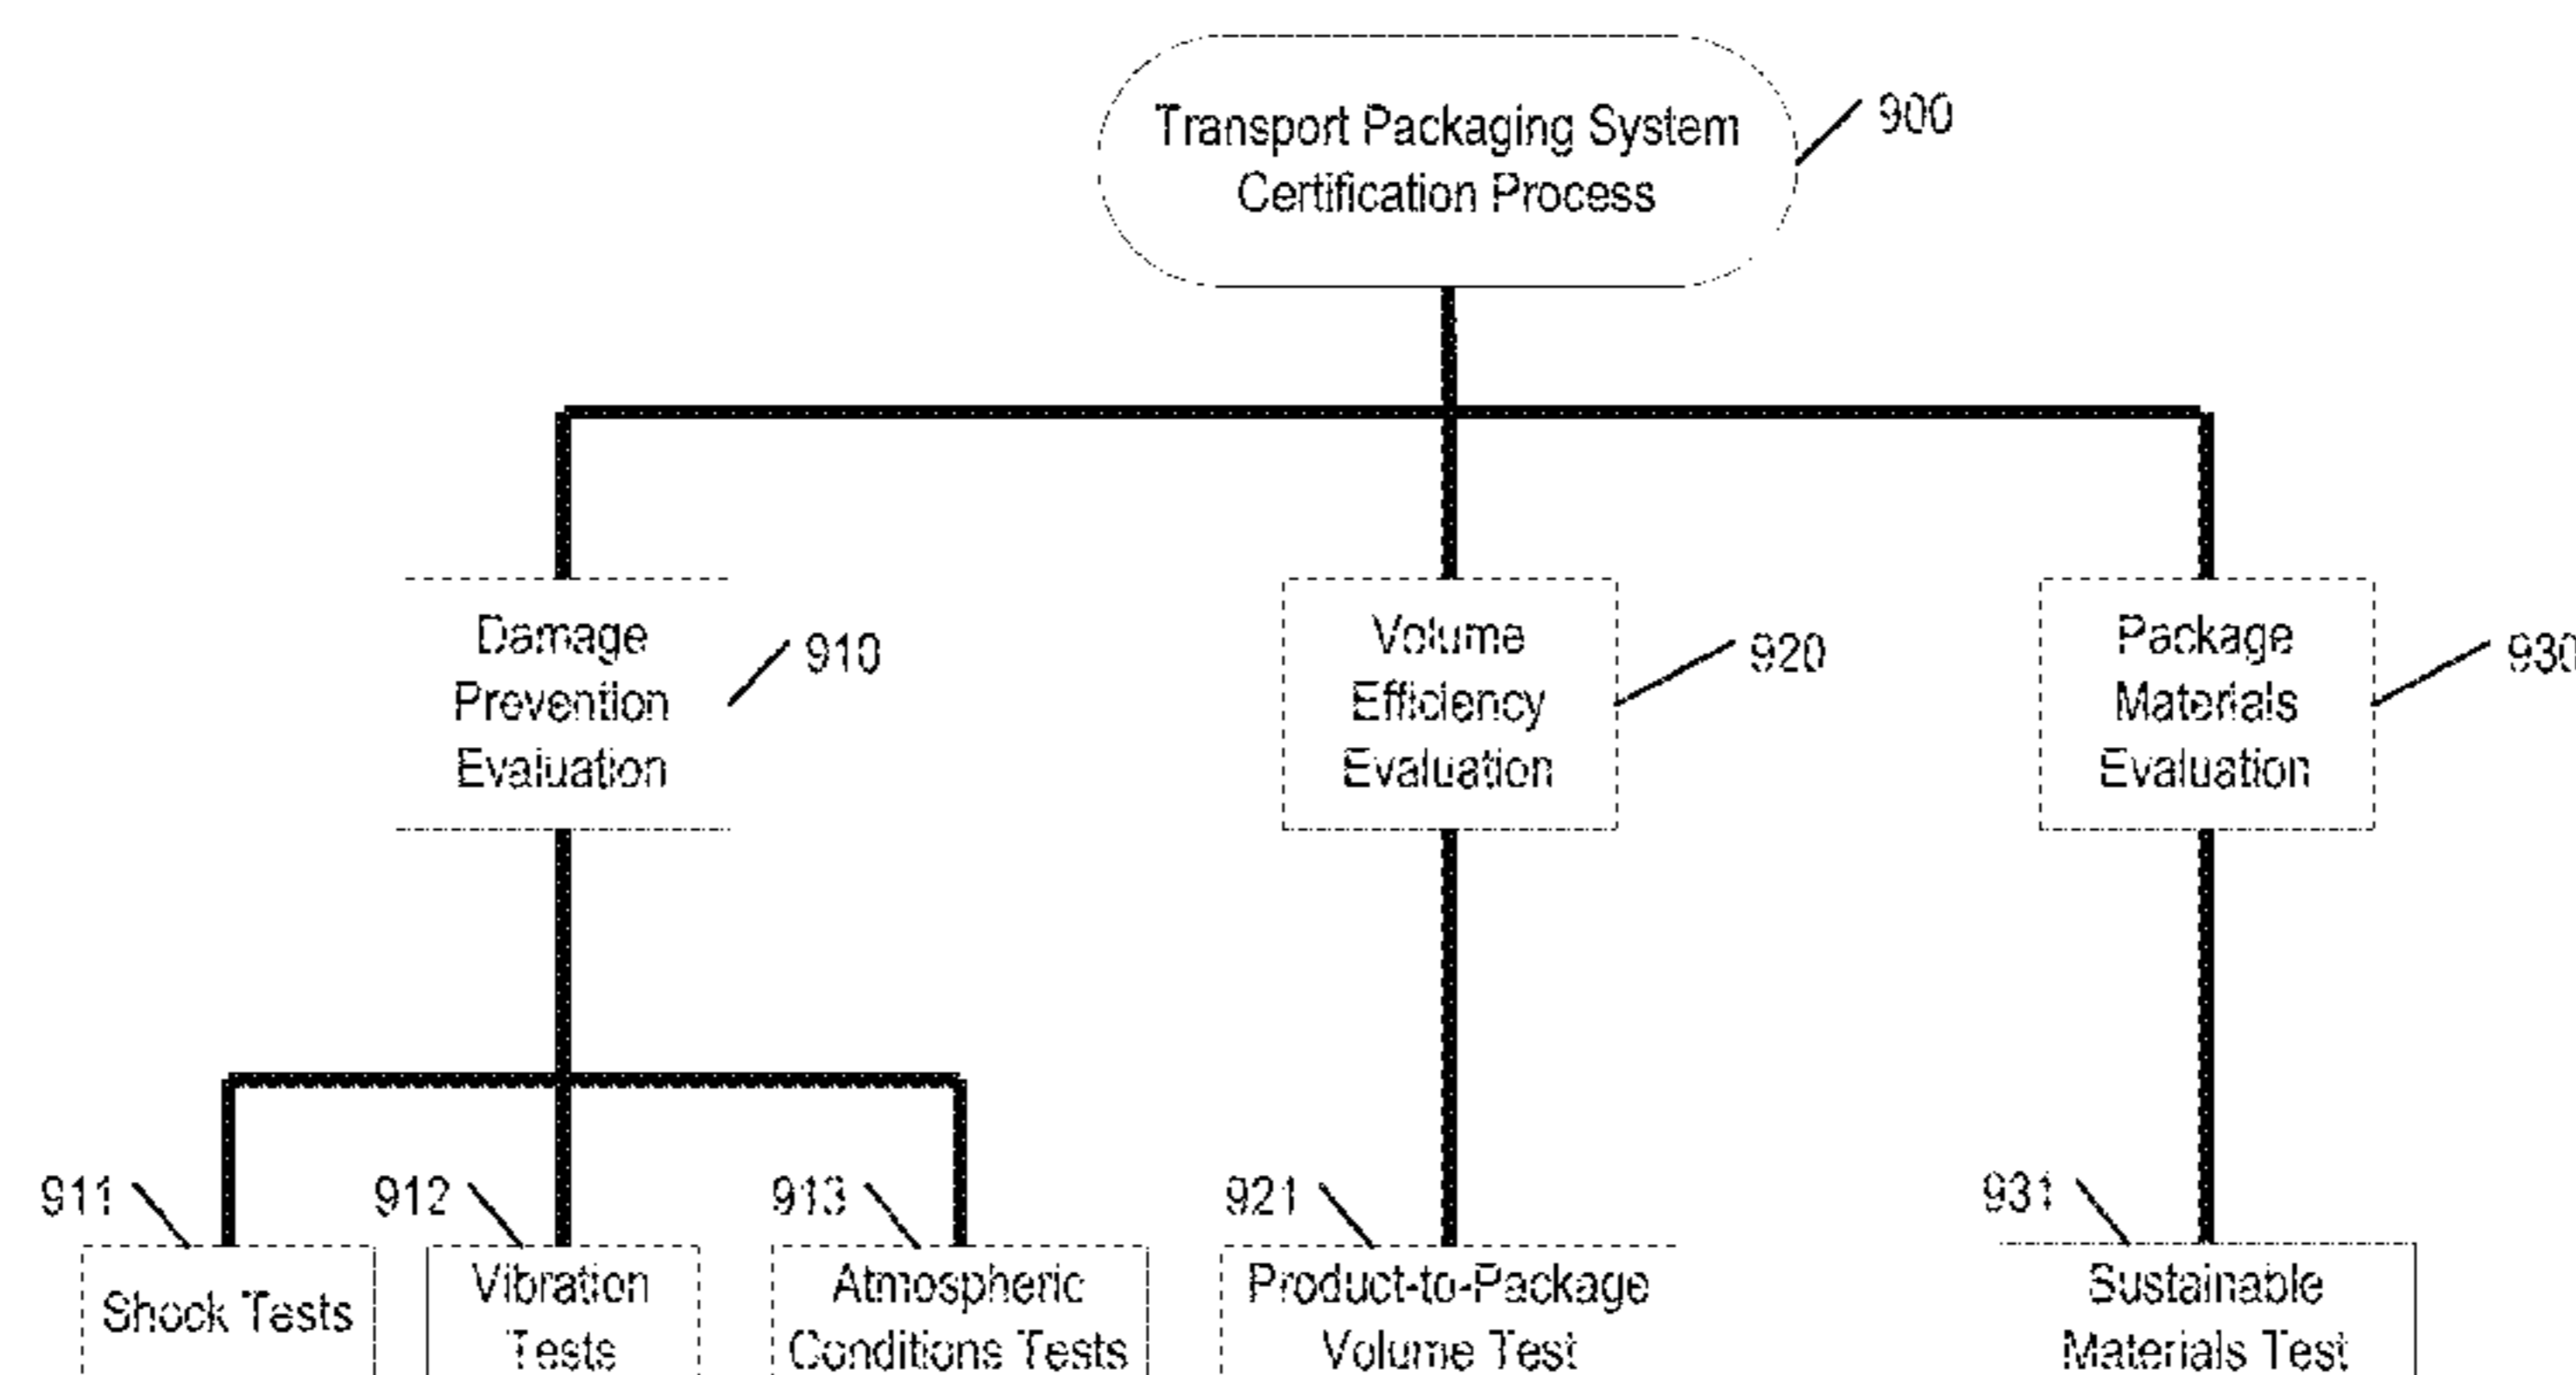 Transport Packaging System
Certification Process
900
Damage
Prevention
Evaluation
910
Volume
Efficiency
Evaluation
920
Package
Materials
Evaluation
930
911
Shock Tests
912
Vibration
Tests
913
Atmospheric
Conditions Tests
921
Product-to-Package
Volume Test
931
Sustainable
Materials Test